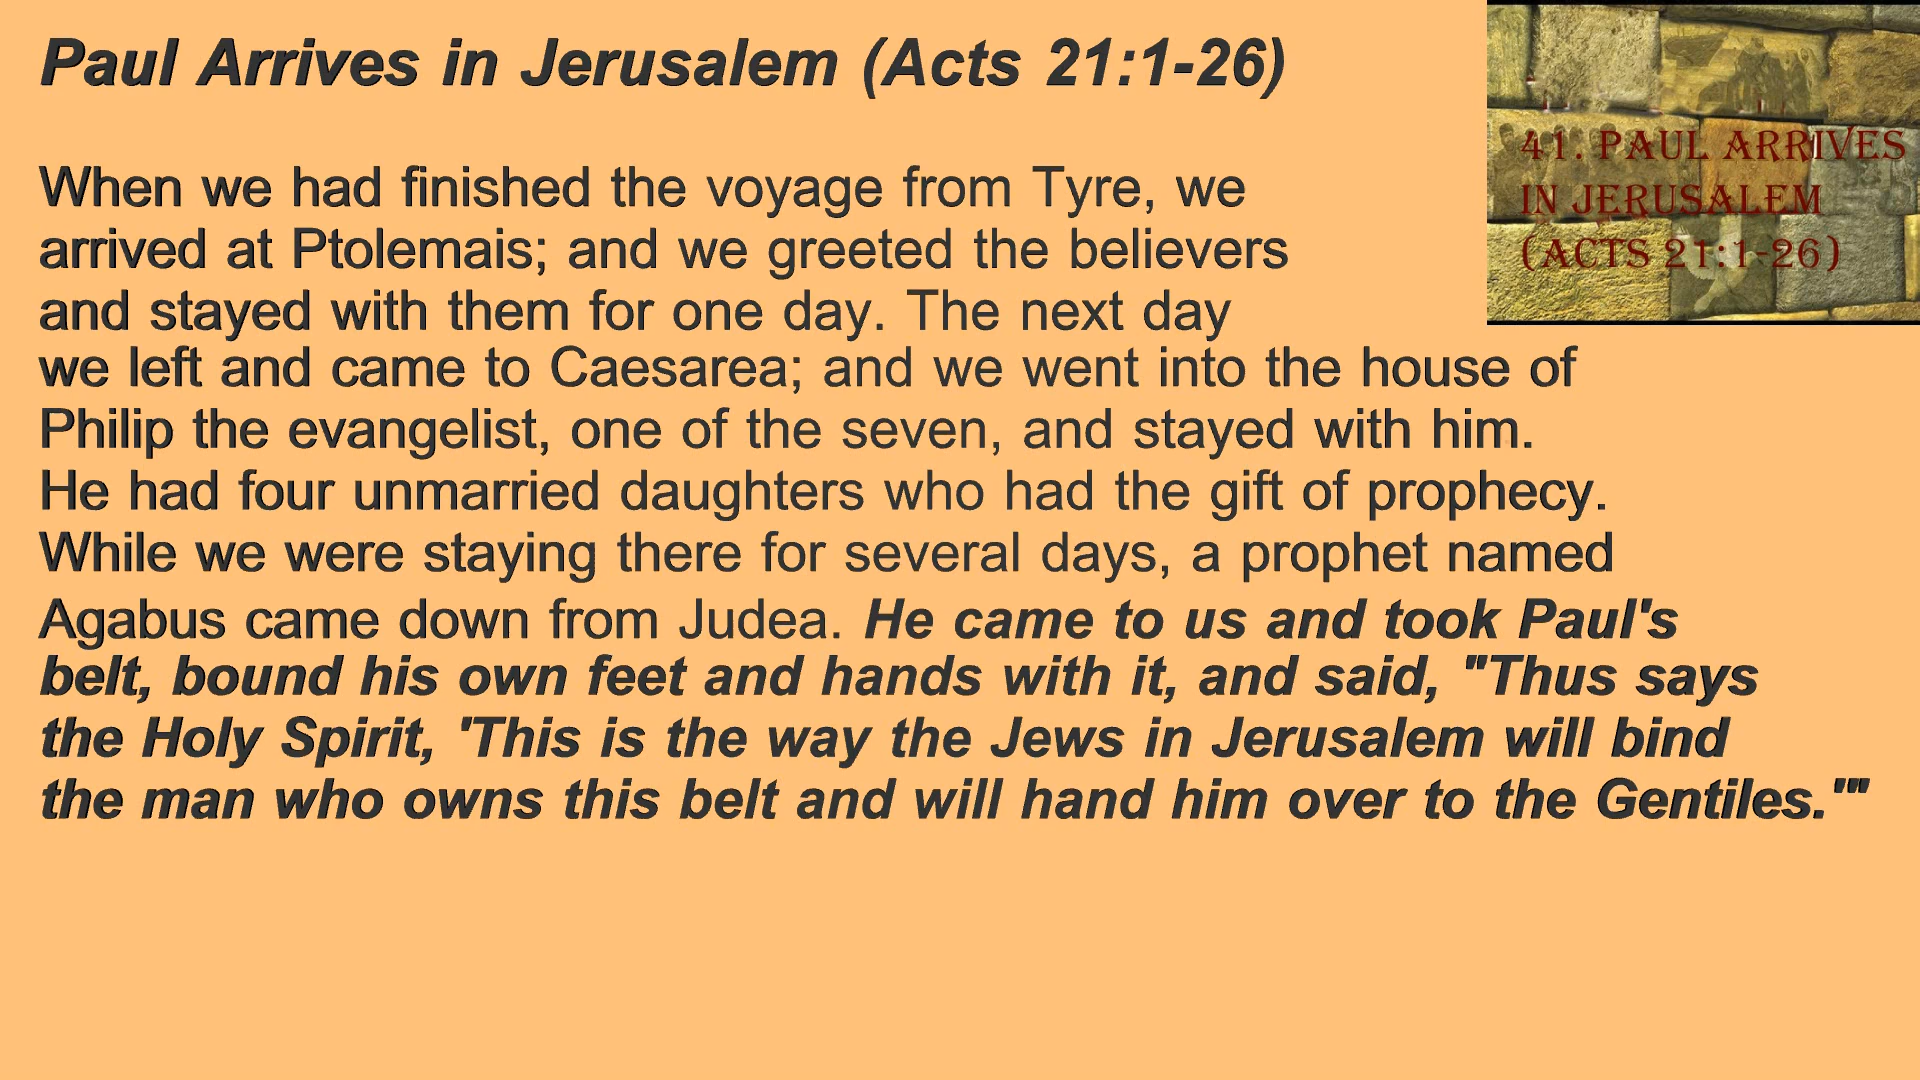 Paul Arrives in Jerusalem (Acts 21:1-26)
41. PAUL ARRIVES
IN JERUSALEM
(ACTS 21:1-26)
When we had finished the voyage from Tyre, we
arrived at Ptolemais; and we greeted the believers
and stayed with them for one day. The next day
we left and came to Caesarea; and we went into the house of
Philip the evangelist, one of the seven, and stayed with him.
He had four unmarried daughters who had the gift of prophecy.
While we were staying there for several days, a prophet named
Agabus came down from Judea. He came to us and took Paul's
belt, bound his own feet and hands with it, and said, "Thus says
the Holy Spirit, 'This is the way the Jews in Jerusalem will bind
the man who owns this belt and will hand him over to the Gentiles.'"